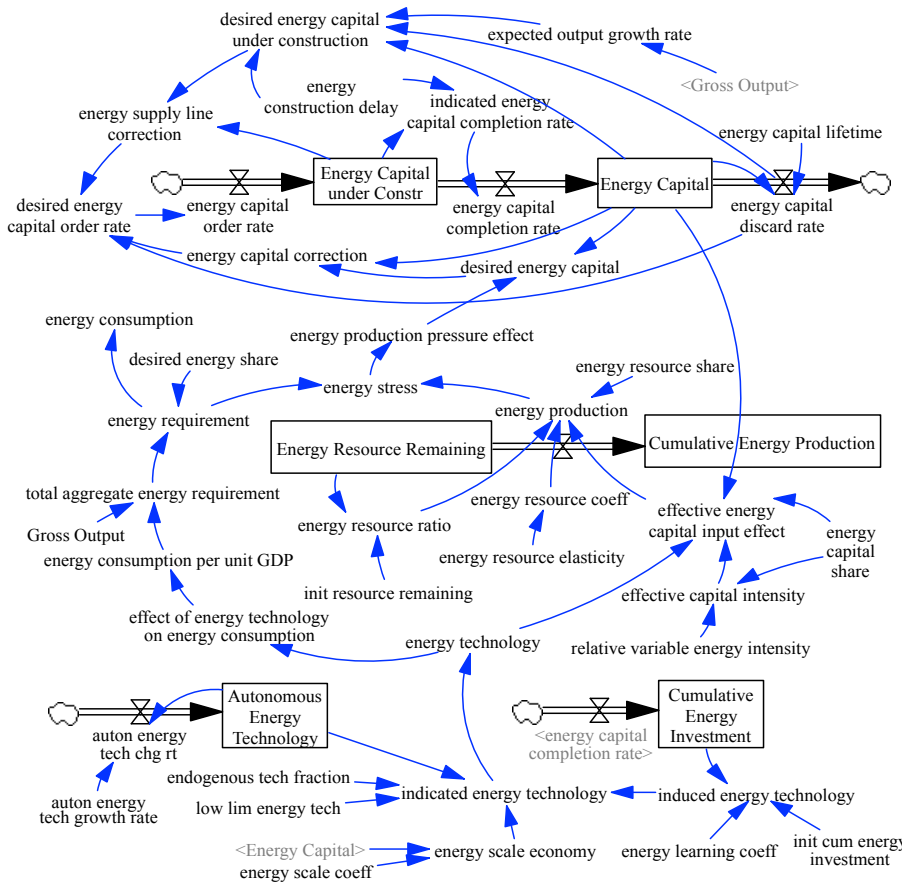 desired energy capital
under construction
expected output growth rate
<Gross Output>
energy
construction delay
indicated energy
capital completion rate
energy supply line
correction
energy capital lifetime
Energy Capital
under Constr
Energy Capital
desired energy
capital order rate
energy capital
order rate
energy capital
completion rate
energy capital
discard rate
energy capital correction
desired energy capital
energy consumption
energy production pressure effect
desired energy share
energy resource share
energy stress
energy requirement
energy production
Energy Resource Remaining
Cumulative Energy Production
total aggregate energy requirement
energy resource coeff
Gross Output
energy resource ratio
effective energy
capital input effect
energy
capital
share
energy consumption per unit GDP
energy resource elasticity
init resource remaining
effective capital intensity
effect of energy technology
on energy consumption
energy technology
relative variable energy intensity
Autonomous
Energy
Technology
Cumulative
Energy
Investment
auton energy
tech chg rt
<energy capital
completion rate>
endogenous tech fraction
auton energy
tech growth rate
low lim energy tech
indicated energy technology
induced energy technology
<Energy Capital>
energy scale coeff
energy scale economy
energy learning coeff
init cum energy
investment